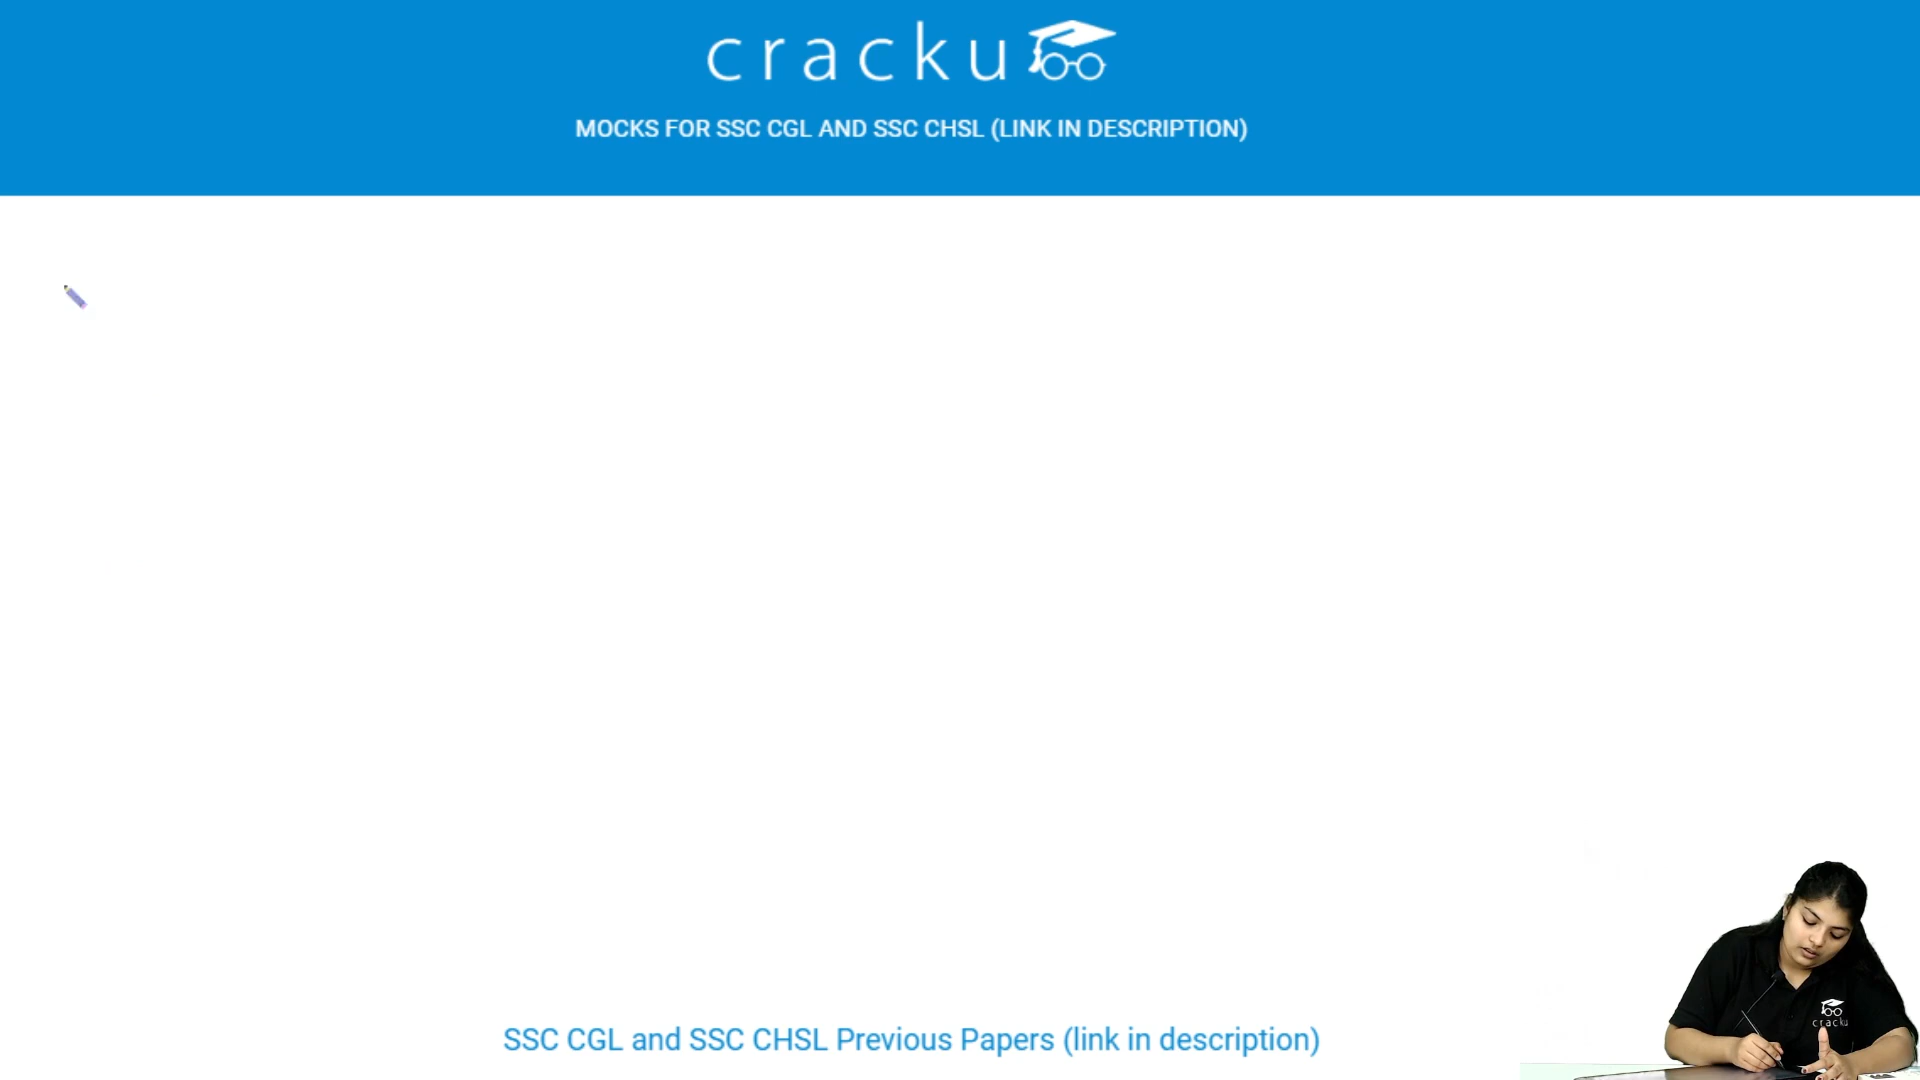 cracku
MOCKS FOR SSC CGL AND SSC CHSL (LINK IN DESCRIPTION)
SSC CGL and SSC CHSL Previous Papers (link in description)
cracku